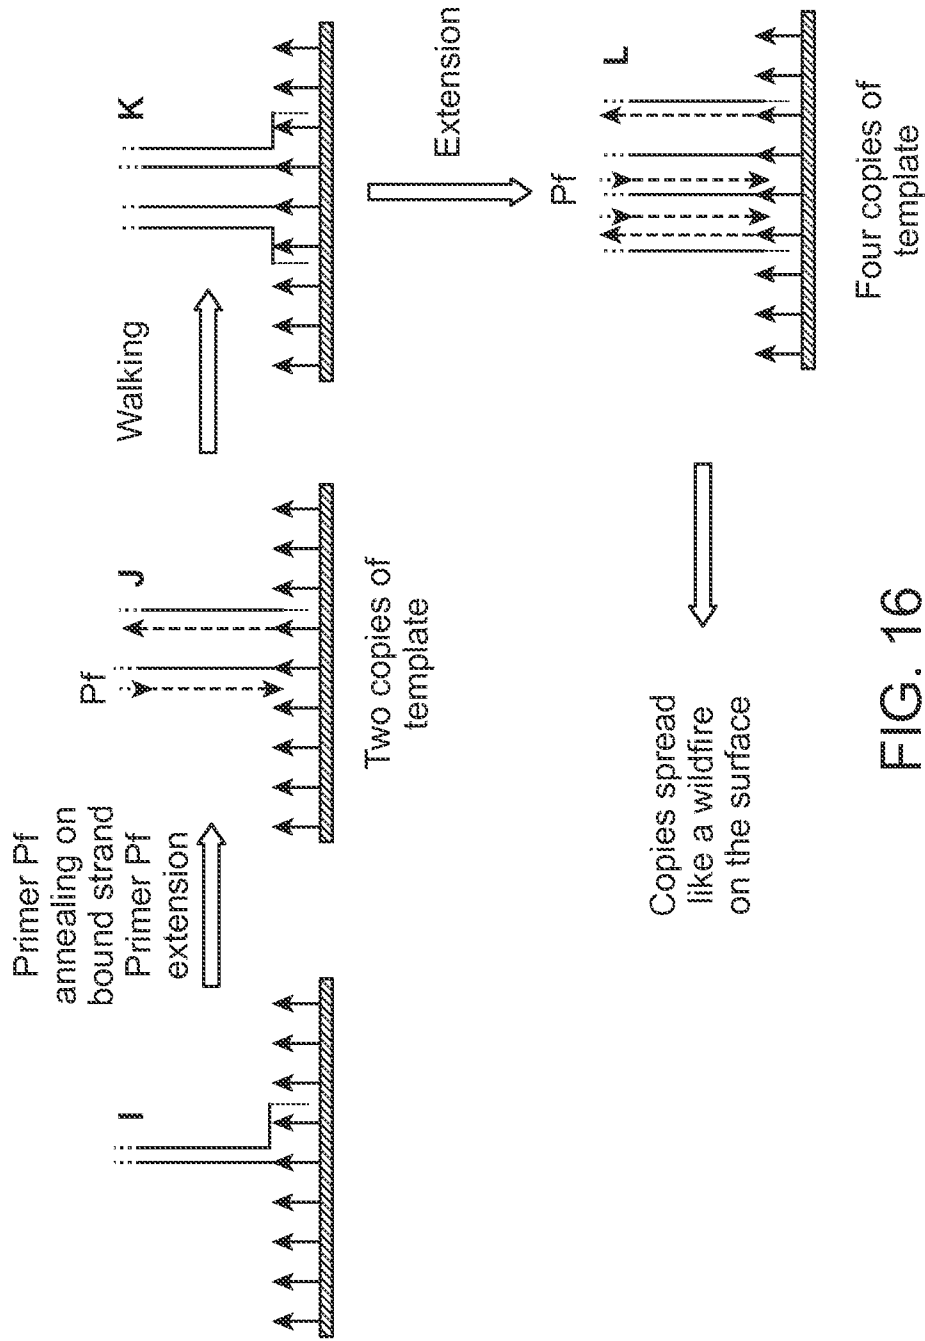 I
Primer Pf
annealing on
bound strand
Primer Pf
extension
Pf
J
Two copies of
template
Walking
K
Extension
Pf
L
Four copies of
template
Copies spread
like a wildfire
on the surface
FIG. 16